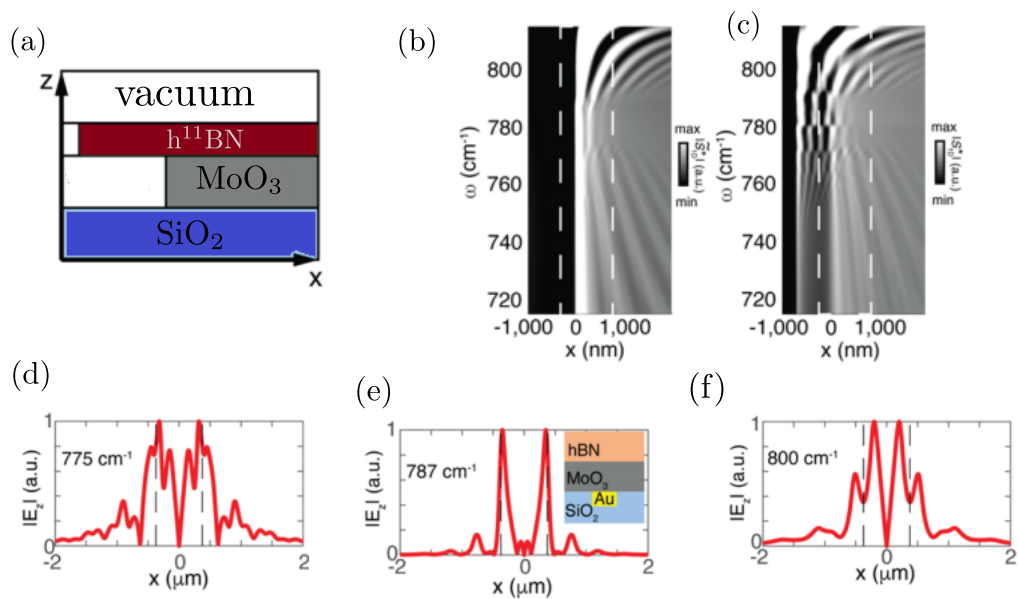 (a)
z
vacuum
h¹¹BN
MoO₃
SiO₂
x
(b)
800
780
760
740
720
ω (cm⁻¹)
-1,000 0 1,000
x (nm)
max
min
(c)
800
780
760
740
720
ω (cm⁻¹)
-1,000 0 1,000
x (nm)
max
min
(d)
1
0
|E_z| (a.u.)
775 cm⁻¹
-2 0 2
x (μm)
(e)
1
0
|E_z| (a.u.)
787 cm⁻¹
hBN
MoO₃
Au
SiO₂
-2 0 2
x (μm)
(f)
1
0
|E_z| (a.u.)
800 cm⁻¹
-2 0 2
x (μm)